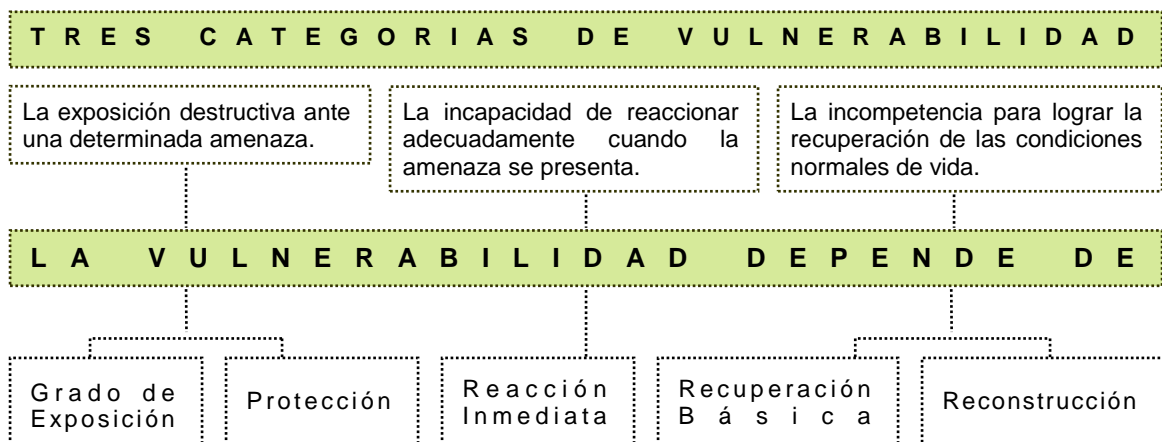 TRES CATEGORIAS DE VULNERABILIDAD
La exposición destructiva ante
una determinada amenaza.
La incapacidad de reaccionar
adecuadamente cuando la
amenaza se presenta.
La incompetencia para lograr la
recuperación de las condiciones
normales de vida.
LA VULNERABILIDAD DEPENDE DE
Grado de
Exposición
Protección
Reacción
Inmediata
Recuperación
Básica
Reconstrucción